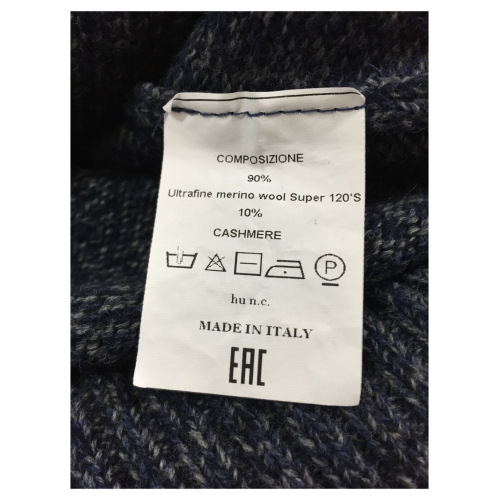 COMPOSIZIONE
90%
Ultrafine merino wool Super 120'S
10%
CASHMERE
P
hu n.c.
MADE IN ITALY
EAC